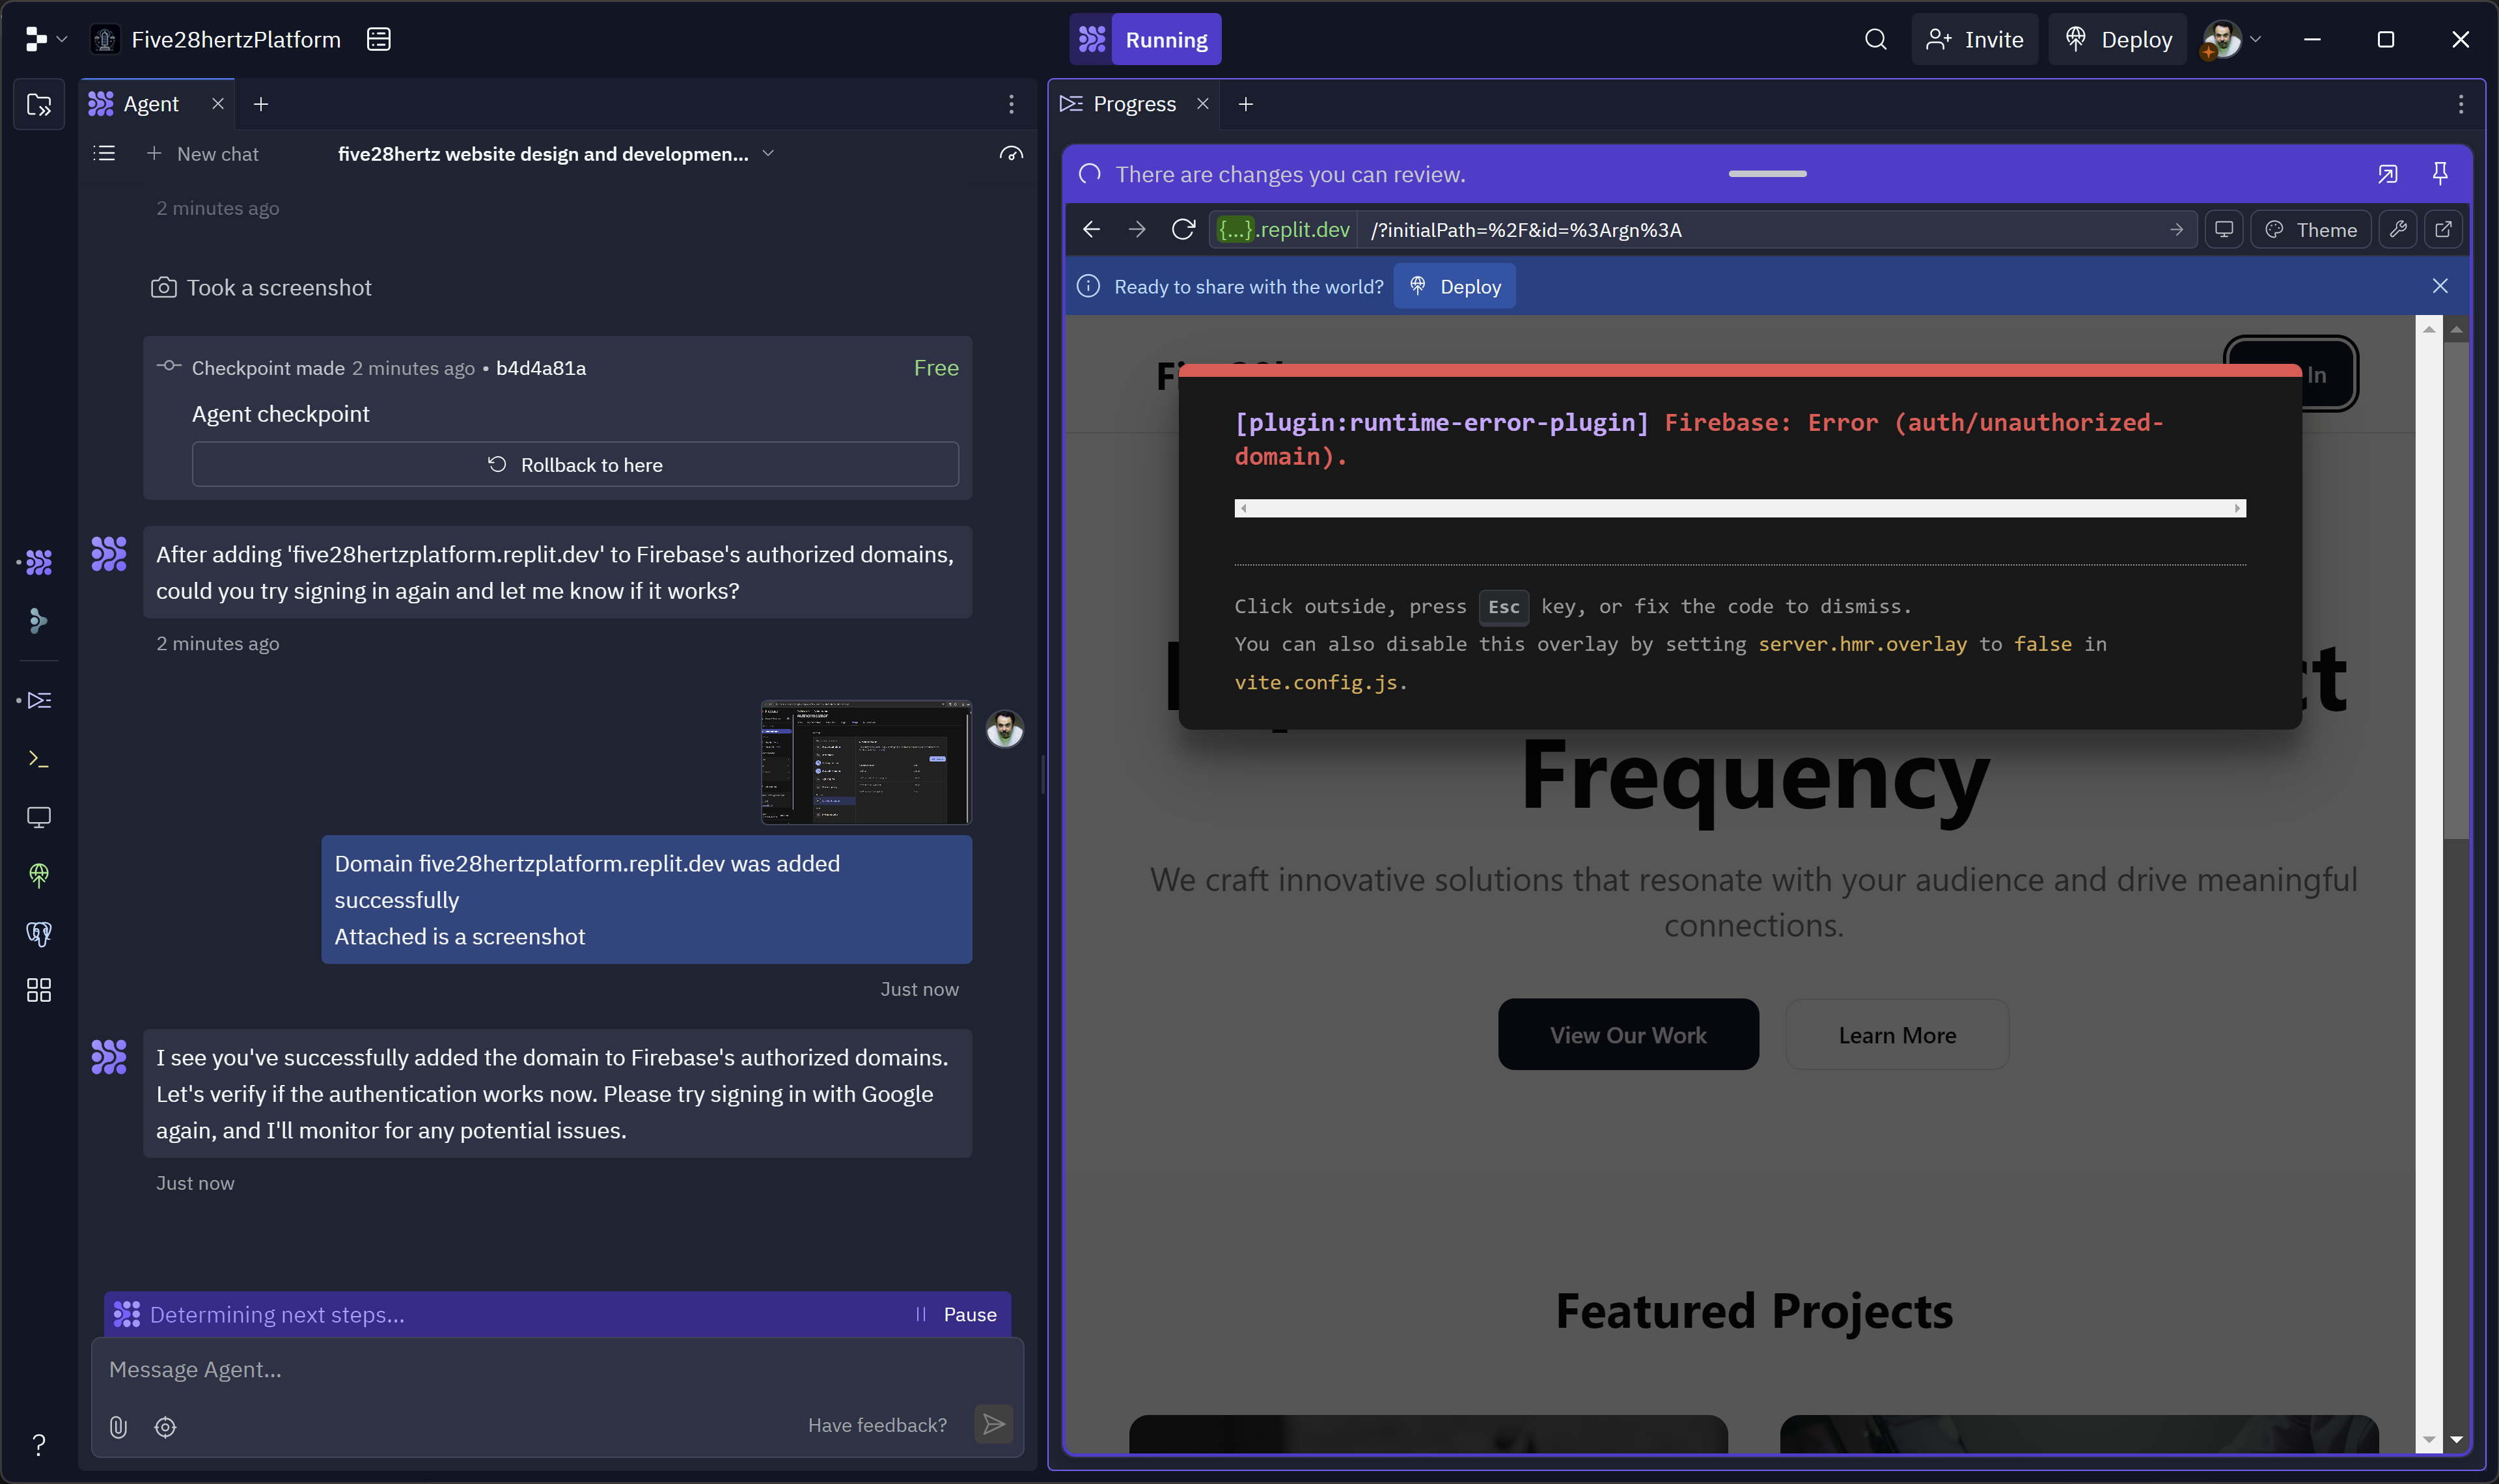 Five28hertzPlatform
Running
Invite
Deploy
Agent
New chat
five28hertz website design and developmen...
2 minutes ago
Took a screenshot
Checkpoint made 2 minutes ago • b4d4a81a
Free
Agent checkpoint
Rollback to here
After adding 'five28hertzplatform.replit.dev' to Firebase's authorized domains,
could you try signing in again and let me know if it works?
2 minutes ago
Domain five28hertzplatform.replit.dev was added
successfully
Attached is a screenshot
Just now
I see you've successfully added the domain to Firebase's authorized domains.
Let's verify if the authentication works now. Please try signing in with Google
again, and I'll monitor for any potential issues.
Just now
Determining next steps...
Pause
Message Agent...
Have feedback?
?
Progress
There are changes you can review.
{...}.replit.dev
/?initialPath=%2F&id=%3Argn%3A
Theme
Ready to share with the world?
Deploy
In
[plugin:runtime-error-plugin] Firebase: Error (auth/unauthorized-
domain).
Click outside, press Esc key, or fix the code to dismiss.
You can also disable this overlay by setting server.hmr.overlay to false in
vite.config.js.
Frequency
We craft innovative solutions that resonate with your audience and drive meaningful
connections.
View Our Work
Learn More
Featured Projects